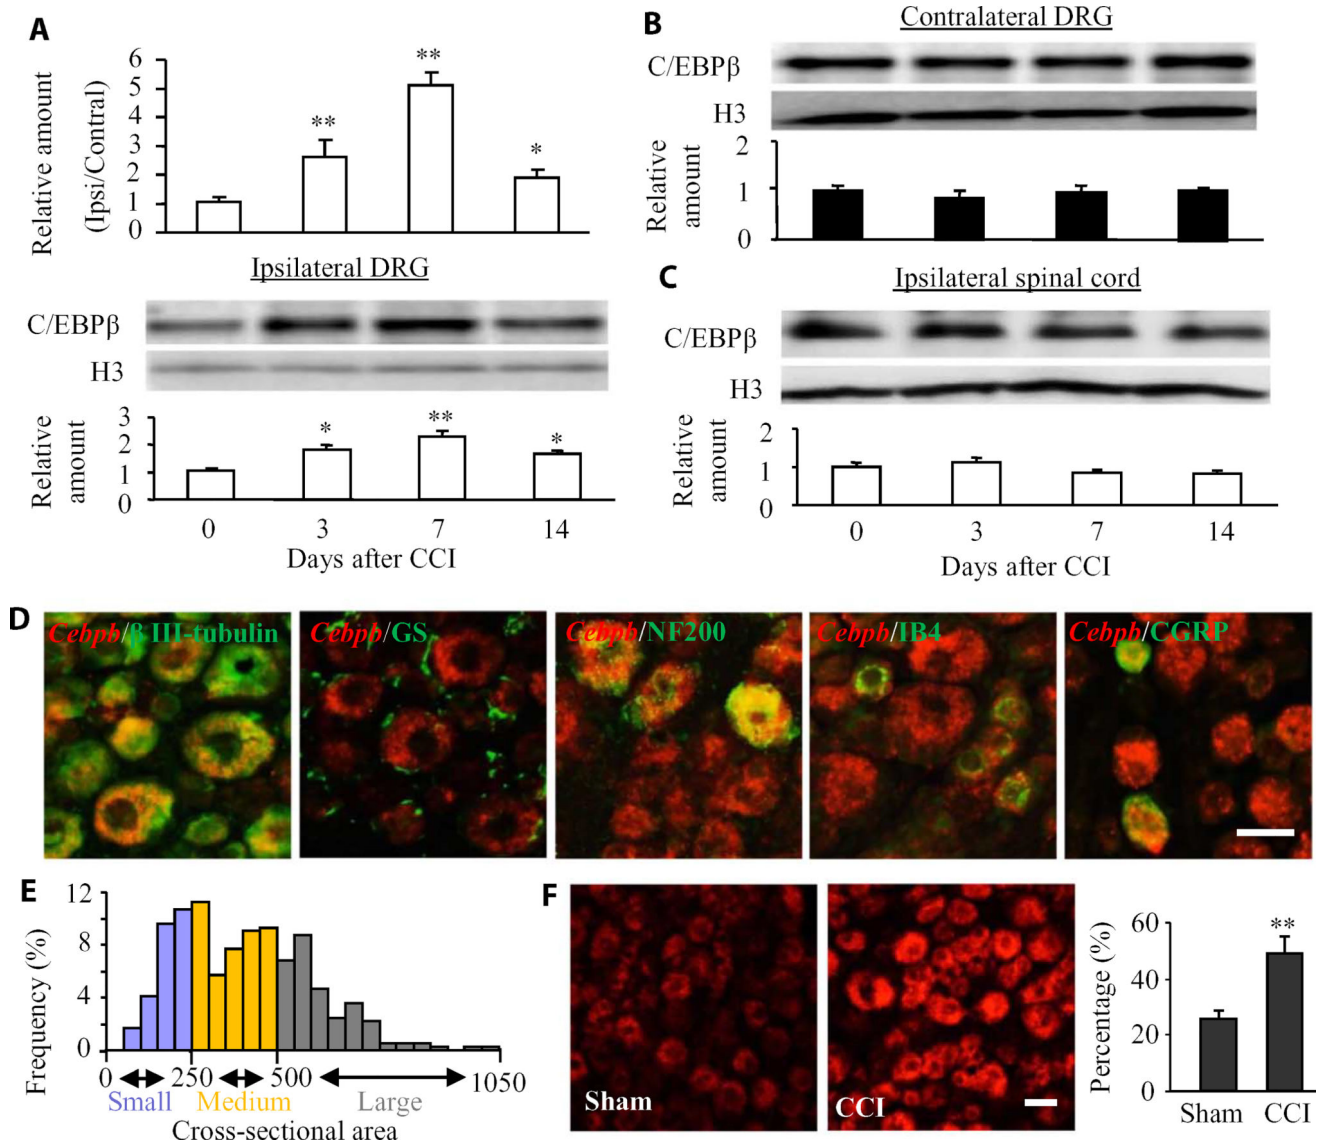 A
Relative amount
(Ipsi/Contral)
6
5
4
3
2
1
0
**
**
*
Ipsilateral DRG
C/EBPβ
H3
Relative
amount
3
2
1
0
*
**
*
0 3 7 14
Days after CCI
B
Contralateral DRG
C/EBPβ
H3
Relative
amount
2
1
0
C
Ipsilateral spinal cord
C/EBPβ
H3
Relative
amount
2
1
0
0 3 7 14
Days after CCI
D
Cebpb/β III-tubulin
Cebpb/GS
Cebpb/NF200
Cebpb/IB4
Cebpb/CGRP
E
Frequency (%)
12
8
4
0
0 250 500 1050
Small Medium Large
Cross-sectional area
F
Sham
CCI
Percentage (%)
60
40
20
0
**
Sham CCI